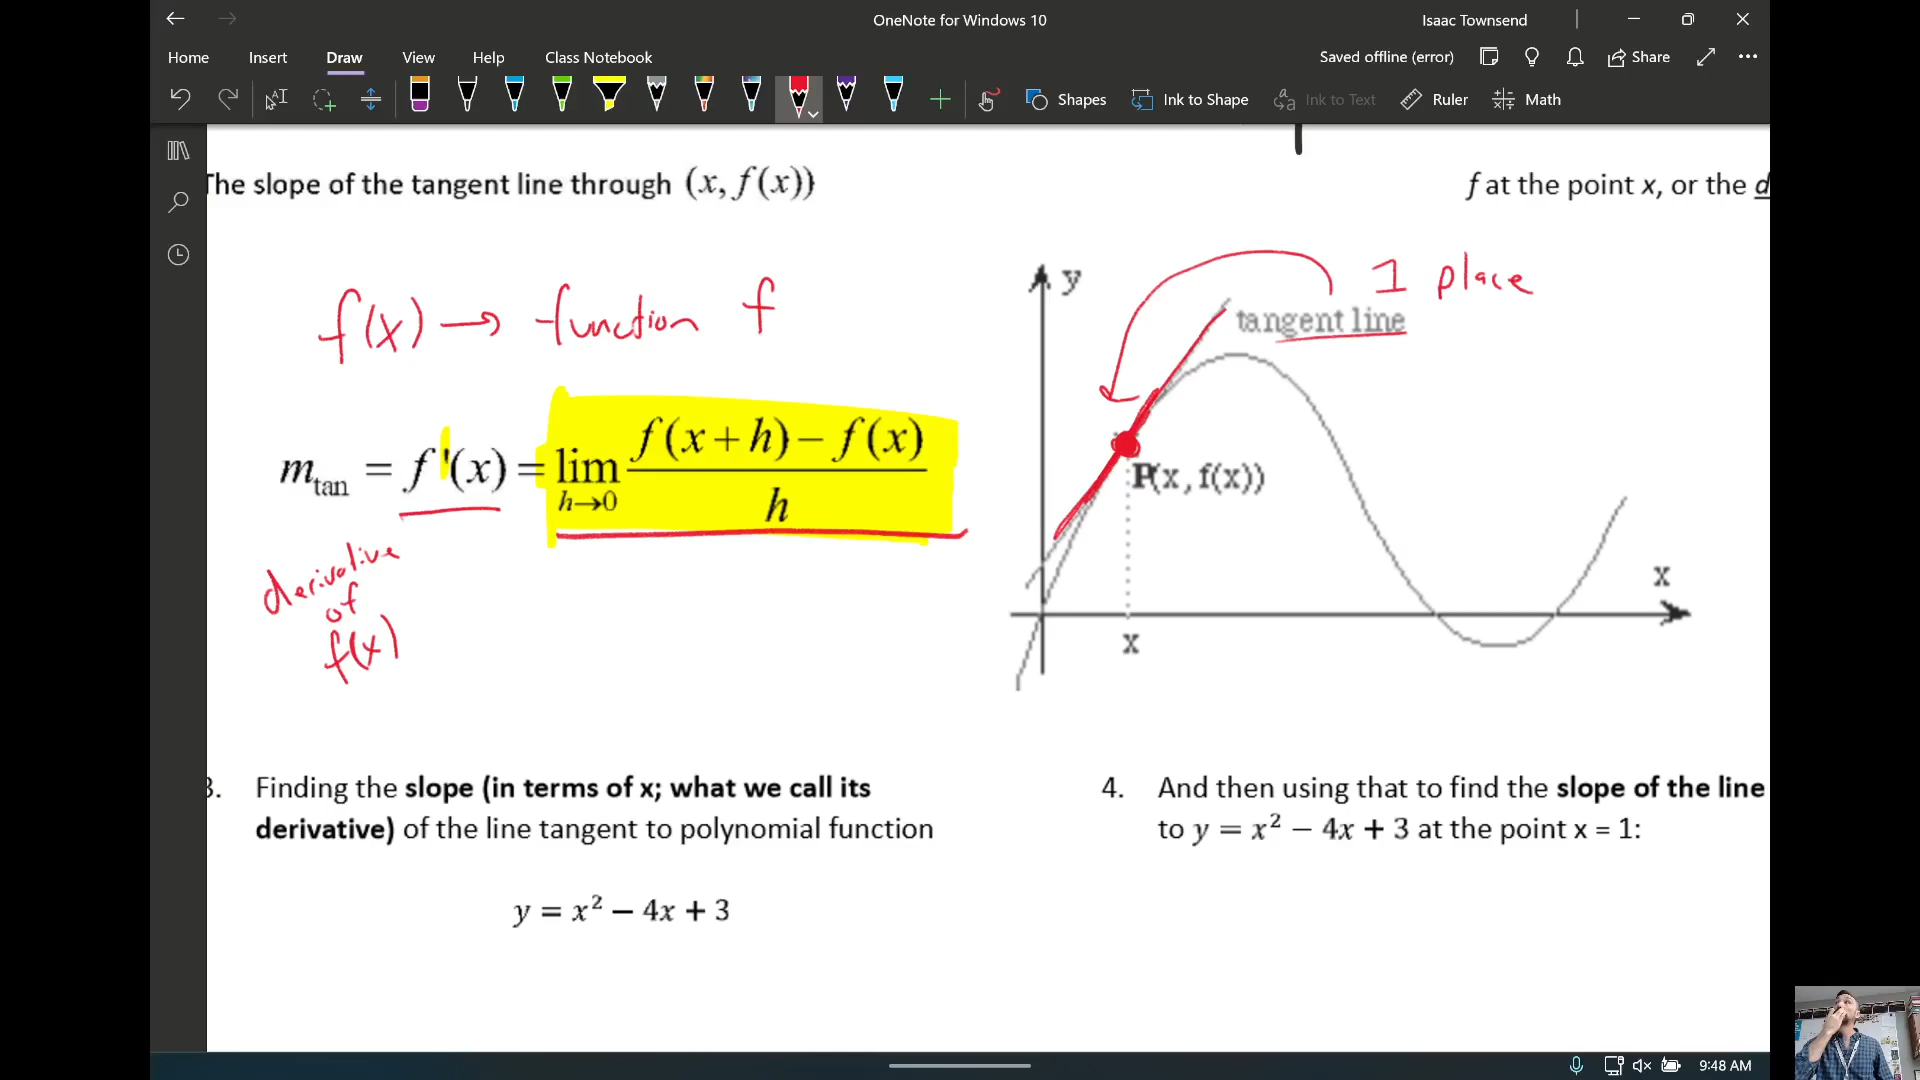 OneNote for Windows 10
Isaac Townsend
Home Insert Draw View Help Class Notebook
Saved offline (error)
Share
Shapes
Ink to Shape
Ink to Text
Ruler
Math
The slope of the tangent line through (x, f(x))
f at the point x, or the d
f(x) → function f
1 place
y
tangent line
m_tan = f'(x) = lim_{h→0} (f(x+h) − f(x)) / h
P(x, f(x))
derivative
of
f(x)
x
x
3. Finding the slope (in terms of x; what we call its
derivative) of the line tangent to polynomial function
y = x² − 4x + 3
4. And then using that to find the slope of the line
to y = x² − 4x + 3 at the point x = 1:
9:48 AM